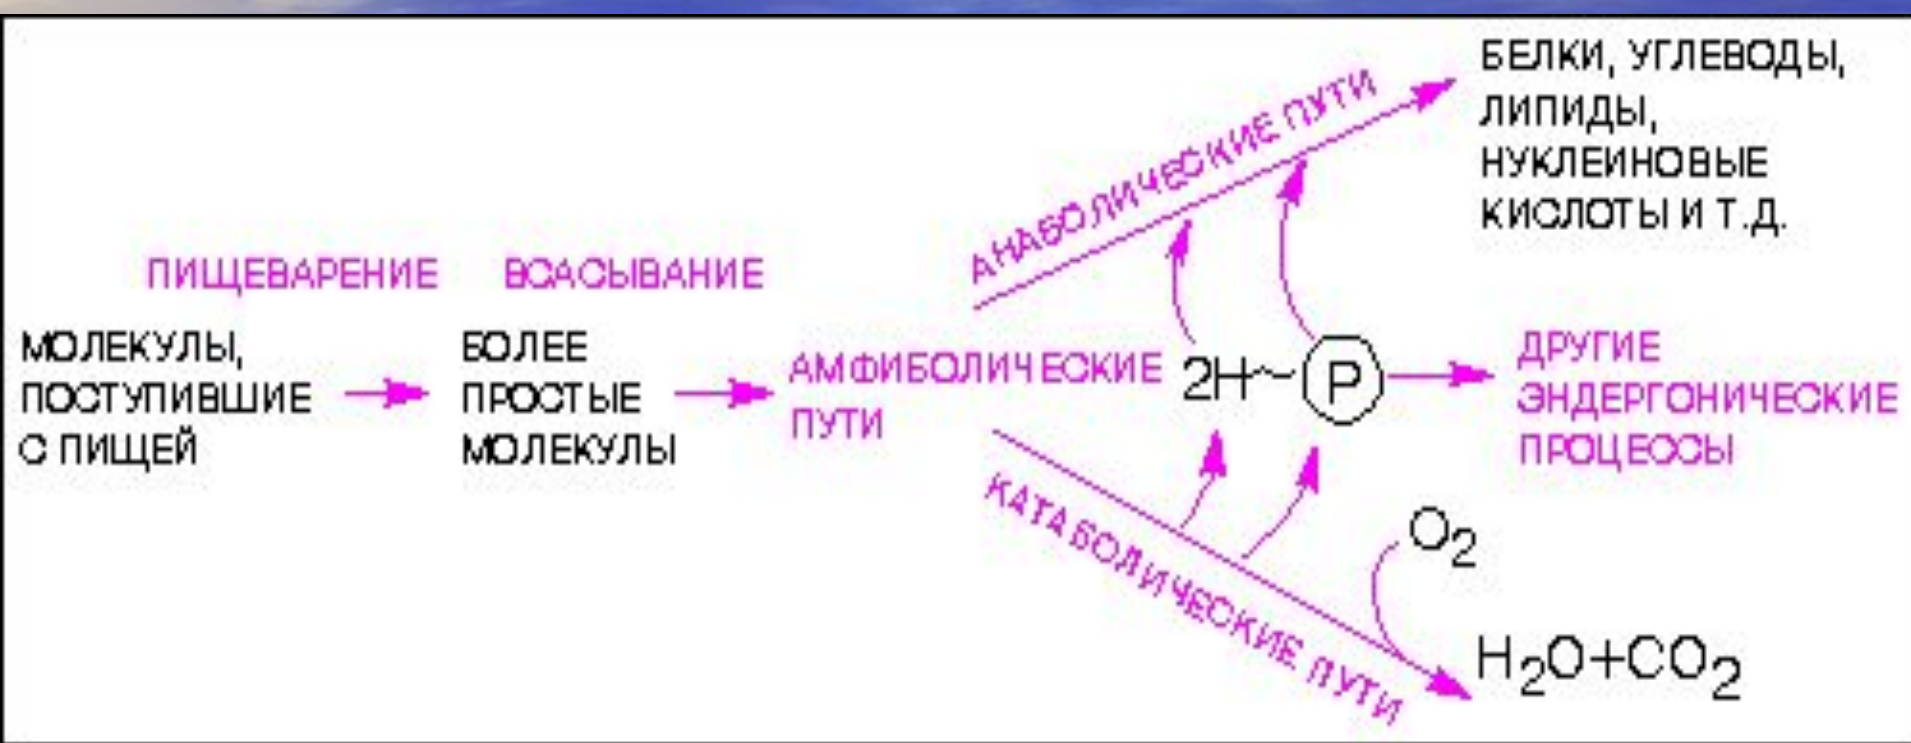 ПИЩЕВАРЕНИЕ
ВСАСЫВАНИЕ
МОЛЕКУЛЫ,
ПОСТУПИВШИЕ
С ПИЩЕЙ
БОЛЕЕ
ПРОСТЫЕ
МОЛЕКУЛЫ
АМФИБОЛИЧЕСКИЕ
ПУТИ
АНАБОЛИЧЕСКИЕ ПУТИ
БЕЛКИ, УГЛЕВОДЫ,
ЛИПИДЫ,
НУКЛЕИНОВЫЕ
КИСЛОТЫ И Т.Д.
2H~P
ДРУГИЕ
ЭНДЕРГОНИЧЕСКИЕ
ПРОЦЕССЫ
КАТАБОЛИЧЕСКИЕ ПУТИ
O₂
H₂O+CO₂